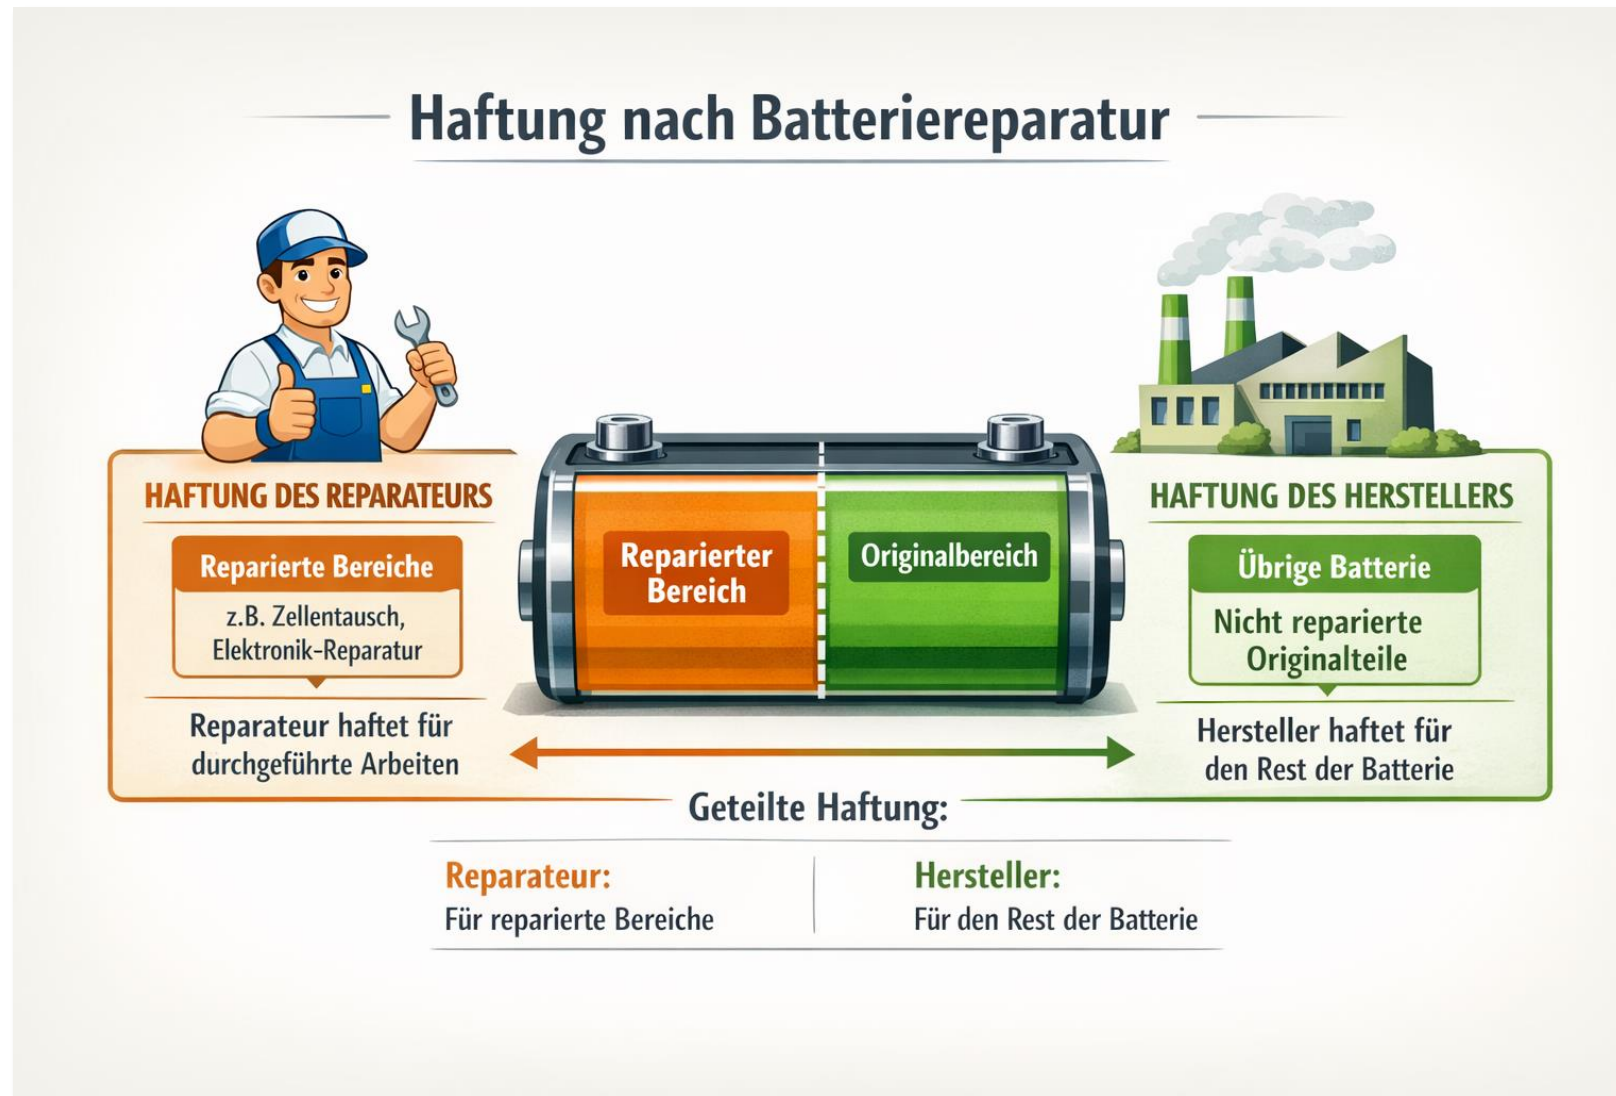 Haftung nach Batteriereparatur
HAFTUNG DES REPARATEURS
Reparierte Bereiche
z.B. Zellentausch,
Elektronik-Reparatur
Reparateur haftet für
durchgeführte Arbeiten
Reparierter
Bereich
Originalbereich
HAFTUNG DES HERSTELLERS
Übrige Batterie
Nicht reparierte
Originalteile
Hersteller haftet für
den Rest der Batterie
Geteilte Haftung:
Reparateur:
Für reparierte Bereiche
Hersteller:
Für den Rest der Batterie